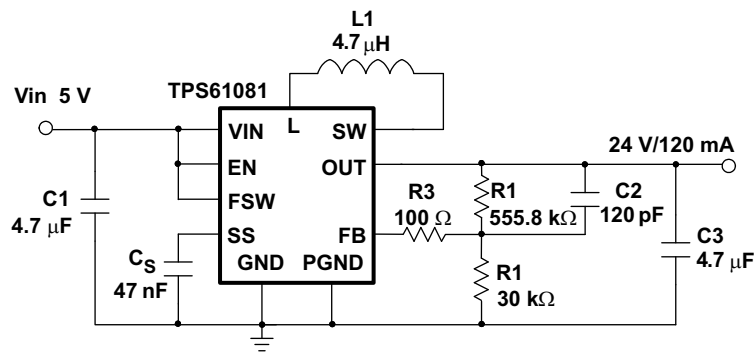 L1
4.7 μH
Vin 5 V
TPS61081
L
VIN
SW
EN
OUT
24 V/120 mA
FSW
C1
4.7 μF
R3
100 Ω
R1
555.8 kΩ
C2
120 pF
SS
FB
C3
4.7 μF
CS
47 nF
GND
PGND
R1
30 kΩ